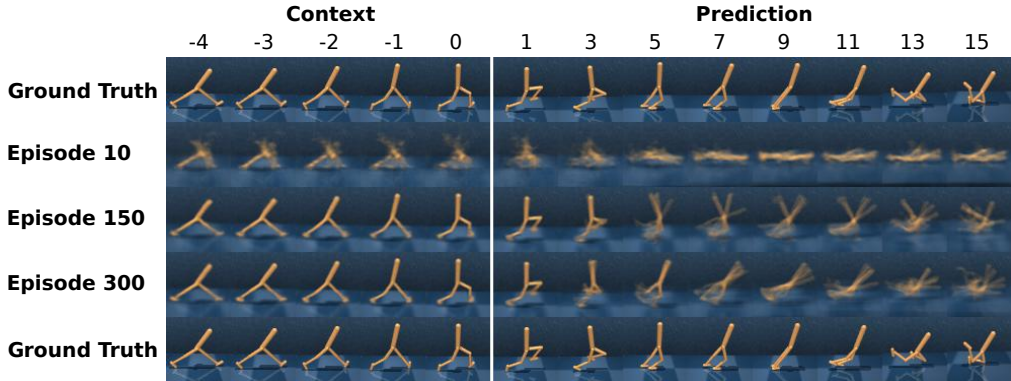 Context Prediction
-4 -3 -2 -1 0 1 3 5 7 9 11 13 15
Ground Truth
Episode 10
Episode 150
Episode 300
Ground Truth